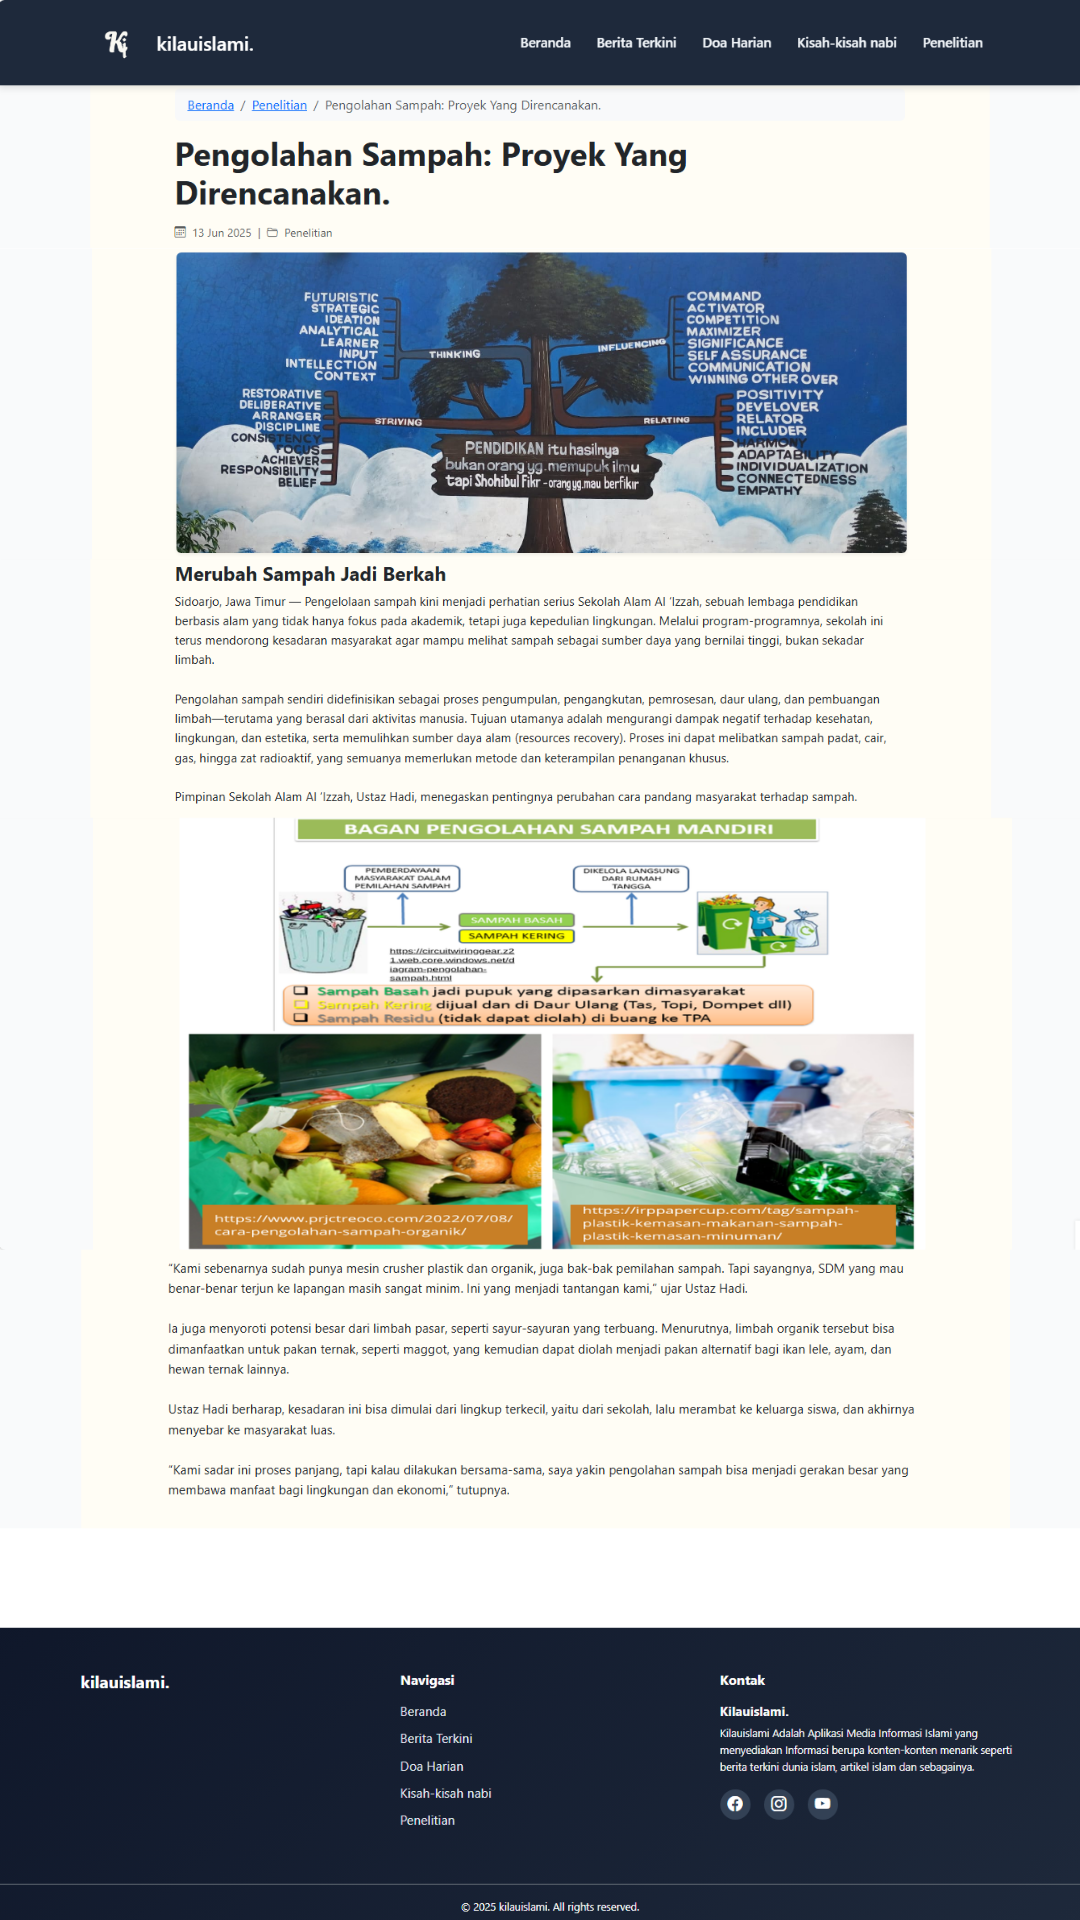 Ki
kilauislami.
Beranda
Berita Terkini
Doa Harian
Kisah-kisah nabi
Penelitian
Beranda / Penelitian / Pengolahan Sampah: Proyek Yang Direncanakan.
Pengolahan Sampah: Proyek Yang
Direncanakan.
13 Jun 2025 | Penelitian
FUTURISTIC
STRATEGIC
IDEATION
ANALYTICAL
LEARNER
INPUT
INTELLECTION
CONTEXT
THINKING
RESTORATIVE
DELIBERATIVE
ARRANGER
DISCIPLINE
CONSISTENCY
FOCUS
ACHIEVER
RESPONSIBILITY
BELIEF
STRIVING
COMMAND
ACTIVATOR
COMPETITION
MAXIMIZER
SIGNIFICANCE
SELF ASSURANCE
COMMUNICATION
WINNING OTHER OVER
INFLUENCING
POSITIVITY
DEVELOVER
RELATOR
INCLUDER
HARMONY
ADAPTABILITY
INDIVIDUALIZATION
CONNECTEDNESS
EMPATHY
RELATING
PENDIDIKAN itu hasilnya
bukan orang yg. memupuk ilmu
tapi Shohibul Fikr - orang yg. mau berfikir
Merubah Sampah Jadi Berkah
Sidoarjo, Jawa Timur — Pengelolaan sampah kini menjadi perhatian serius Sekolah Alam Al 'Izzah, sebuah lembaga pendidikan
berbasis alam yang tidak hanya fokus pada akademik, tetapi juga kepedulian lingkungan. Melalui program-programnya, sekolah ini
terus mendorong kesadaran masyarakat agar mampu melihat sampah sebagai sumber daya yang bernilai tinggi, bukan sekadar
limbah.
Pengolahan sampah sendiri didefinisikan sebagai proses pengumpulan, pengangkutan, pemrosesan, daur ulang, dan pembuangan
limbah—terutama yang berasal dari aktivitas manusia. Tujuan utamanya adalah mengurangi dampak negatif terhadap kesehatan,
lingkungan, dan estetika, serta memulihkan sumber daya alam (resources recovery). Proses ini dapat melibatkan sampah padat, cair,
gas, hingga zat radioaktif, yang semuanya memerlukan metode dan keterampilan penanganan khusus.
Pimpinan Sekolah Alam Al 'Izzah, Ustaz Hadi, menegaskan pentingnya perubahan cara pandang masyarakat terhadap sampah.
BAGAN PENGOLAHAN SAMPAH MANDIRI
PEMBERDAYAAN
MASYARAKAT DALAM
PEMILAHAN SAMPAH
DIKELOLA LANGSUNG
DARI RUMAH
TANGGA
SAMPAH BASAH
SAMPAH KERING
https://circuitwiringgear.z2
1.web.core.windows.net/d
iagram-pengolahan-
sampah.html
Sampah Basah jadi pupuk yang dipasarkan dimasyarakat
Sampah Kering dijual dan di Daur Ulang (Tas, Topi, Dompet dll)
Sampah Residu (tidak dapat diolah) di buang ke TPA
https://www.prjctreoco.com/2022/07/08/
cara-pengolahan-sampah-organik/
https://irppapercup.com/tag/sampah-
plastik-kemasan-makanan-sampah-
plastik-kemasan-minuman/
"Kami sebenarnya sudah punya mesin crusher plastik dan organik, juga bak-bak pemilahan sampah. Tapi sayangnya, SDM yang mau
benar-benar terjun ke lapangan masih sangat minim. Ini yang menjadi tantangan kami," ujar Ustaz Hadi.
Ia juga menyoroti potensi besar dari limbah pasar, seperti sayur-sayuran yang terbuang. Menurutnya, limbah organik tersebut bisa
dimanfaatkan untuk pakan ternak, seperti maggot, yang kemudian dapat diolah menjadi pakan alternatif bagi ikan lele, ayam, dan
hewan ternak lainnya.
Ustaz Hadi berharap, kesadaran ini bisa dimulai dari lingkup terkecil, yaitu dari sekolah, lalu merambat ke keluarga siswa, dan akhirnya
menyebar ke masyarakat luas.
"Kami sadar ini proses panjang, tapi kalau dilakukan bersama-sama, saya yakin pengolahan sampah bisa menjadi gerakan besar yang
membawa manfaat bagi lingkungan dan ekonomi," tutupnya.
kilauislami.
Navigasi
Beranda
Berita Terkini
Doa Harian
Kisah-kisah nabi
Penelitian
Kontak
Kilauislami.
Kilauislami Adalah Aplikasi Media Informasi Islami yang
menyediakan Informasi berupa konten-konten menarik seperti
berita terkini dunia islam, artikel islam dan sebagainya.
© 2025 kilauislami. All rights reserved.